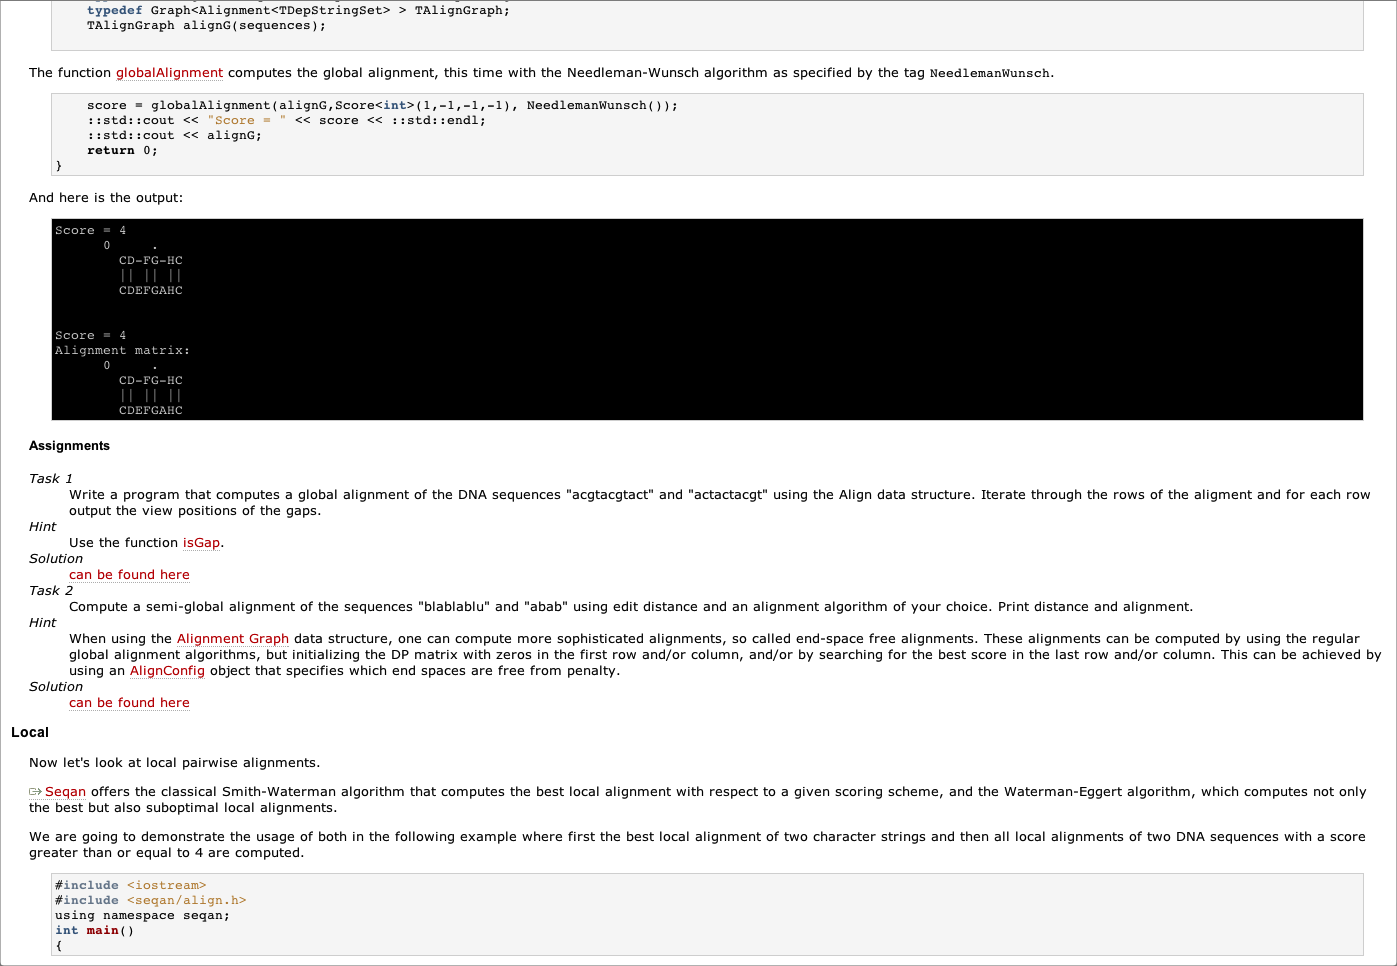 typedef Graph<Alignment<TDepStringSet> > TAlignGraph;
TAlignGraph alignG(sequences);
The function globalAlignment computes the global alignment, this time with the Needleman-Wunsch algorithm as specified by the tag NeedlemanWunsch.
score = globalAlignment(alignG,Score<int>(1,-1,-1,-1), NeedlemanWunsch());
::std::cout << "Score = " << score << ::std::endl;
::std::cout << alignG;
return 0;
}
And here is the output:
Score = 4
0     .
CD-FG-HC
|| || ||
CDEFGAHC
Score = 4
Alignment matrix:
0     .
CD-FG-HC
|| || ||
CDEFGAHC
Assignments
Task 1
Write a program that computes a global alignment of the DNA sequences "acgtacgtact" and "actactacgt" using the Align data structure. Iterate through the rows of the aligment and for each row
output the view positions of the gaps.
Hint
Use the function isGap.
Solution
can be found here
Task 2
Compute a semi-global alignment of the sequences "blablablu" and "abab" using edit distance and an alignment algorithm of your choice. Print distance and alignment.
Hint
When using the Alignment Graph data structure, one can compute more sophisticated alignments, so called end-space free alignments. These alignments can be computed by using the regular
global alignment algorithms, but initializing the DP matrix with zeros in the first row and/or column, and/or by searching for the best score in the last row and/or column. This can be achieved by
using an AlignConfig object that specifies which end spaces are free from penalty.
Solution
can be found here
Local
Now let's look at local pairwise alignments.
Seqan offers the classical Smith-Waterman algorithm that computes the best local alignment with respect to a given scoring scheme, and the Waterman-Eggert algorithm, which computes not only
the best but also suboptimal local alignments.
We are going to demonstrate the usage of both in the following example where first the best local alignment of two character strings and then all local alignments of two DNA sequences with a score
greater than or equal to 4 are computed.
#include <iostream>
#include <seqan/align.h>
using namespace seqan;
int main()
{